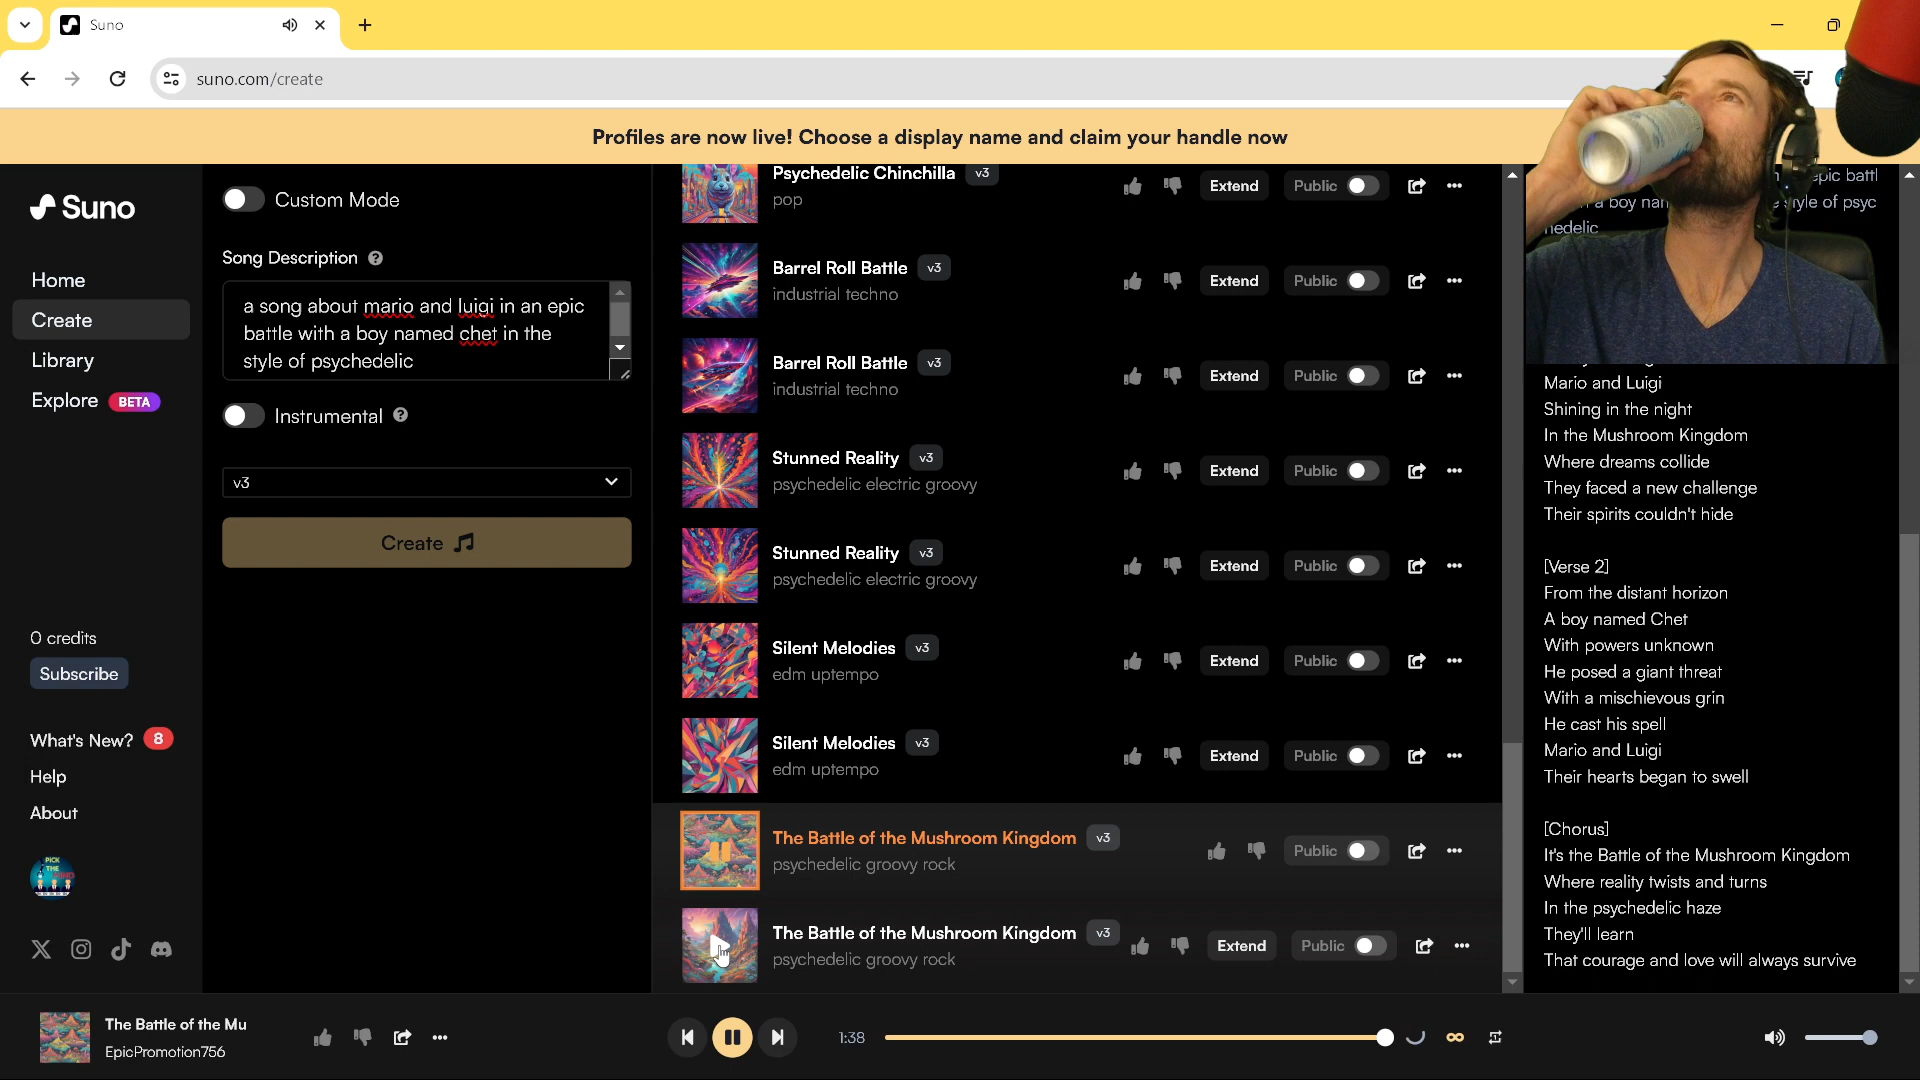 Suno
suno.com/create
Profiles are now live! Choose a display name and claim your handle now
Suno
Home
Create
Library
Explore BETA
0 credits
Subscribe
What's New? 8
Help
About
PICK
THE
Custom Mode
Song Description ?
a song about mario and luigi in an epic
battle with a boy named chet in the
style of psychedelic
Instrumental ?
v3
Create
Psychedelic Chinchilla v3
pop
Extend Public
Barrel Roll Battle v3
industrial techno
Extend Public
Barrel Roll Battle v3
industrial techno
Extend Public
Stunned Reality v3
psychedelic electric groovy
Extend Public
Stunned Reality v3
psychedelic electric groovy
Extend Public
Silent Melodies v3
edm uptempo
Extend Public
Silent Melodies v3
edm uptempo
Extend Public
The Battle of the Mushroom Kingdom v3
psychedelic groovy rock
Public
The Battle of the Mushroom Kingdom v3
psychedelic groovy rock
Extend Public
epic battl
a boy nam style of psyc
hedelic
Mario and Luigi
Shining in the night
In the Mushroom Kingdom
Where dreams collide
They faced a new challenge
Their spirits couldn't hide
[Verse 2]
From the distant horizon
A boy named Chet
With powers unknown
He posed a giant threat
With a mischievous grin
He cast his spell
Mario and Luigi
Their hearts began to swell
[Chorus]
It's the Battle of the Mushroom Kingdom
Where reality twists and turns
In the psychedelic haze
They'll learn
That courage and love will always survive
The Battle of the Mu
EpicPromotion756
1:38